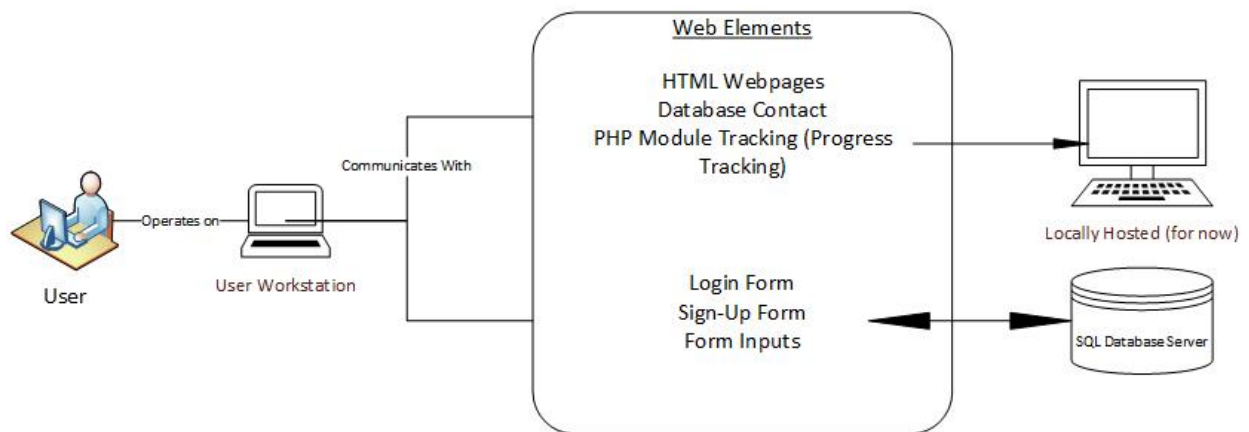 Web Elements
HTML Webpages
Database Contact
PHP Module Tracking (Progress
Tracking)
Communicates With
Operates on
User
User Workstation
Locally Hosted (for now)
Login Form
Sign-Up Form
Form Inputs
SQL Database Server